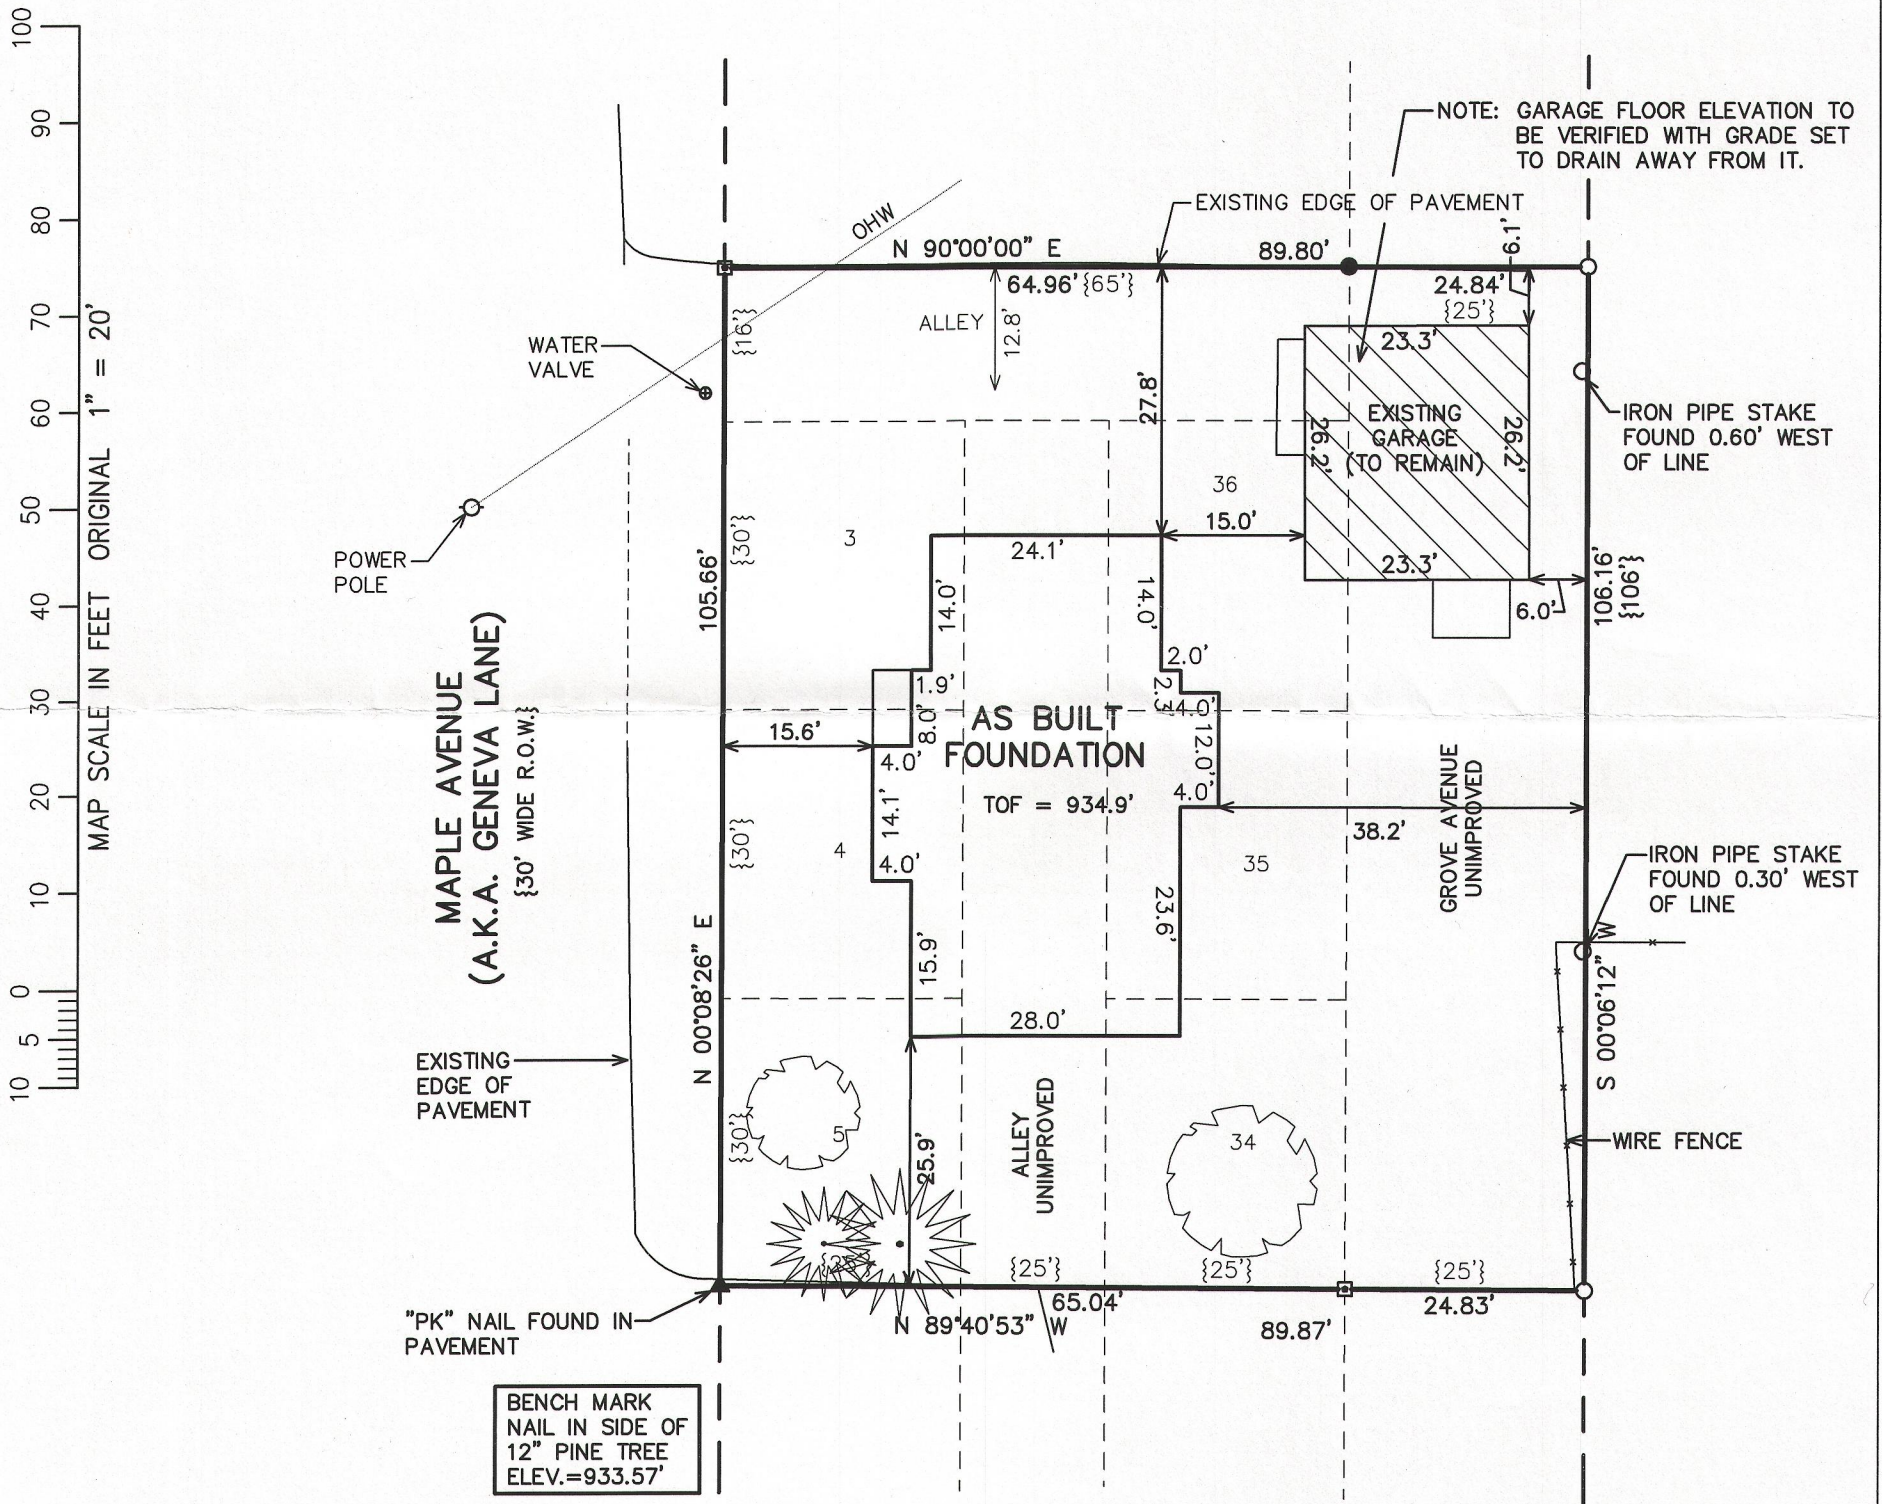 100
90
80
70
60
50
40
30
20
10
0
5
10
MAP SCALE IN FEET ORIGINAL 1" = 20'
NOTE: GARAGE FLOOR ELEVATION TO
BE VERIFIED WITH GRADE SET
TO DRAIN AWAY FROM IT.
EXISTING EDGE OF PAVEMENT
OHW
N 90°00'00" E
89.80'
6.1'
64.96' {65'}
24.84'
{25'}
ALLEY
12.8'
{16'}
WATER
VALVE
27.8'
23.3'
EXISTING
GARAGE
(TO REMAIN)
26.2'
26.2'
23.3'
IRON PIPE STAKE
FOUND 0.60' WEST
OF LINE
36
15.0'
3
{30'}
24.1'
POWER
POLE
105.66'
14.0'
14.0'
6.0'
106.16'
{106'}
MAPLE AVENUE
(A.K.A. GENEVA LANE)
{30' WIDE R.O.W.}
2.0'
1.9'
2.3'
4.0'
8.0'
AS BUILT
FOUNDATION
TOF = 934.9'
15.6'
4.0'
12.0'
4.0'
14.1'
4.0'
38.2'
GROVE AVENUE
UNIMPROVED
{30'}
4
35
IRON PIPE STAKE
FOUND 0.30' WEST
OF LINE
23.6'
15.9'
N 00°08'26" E
S 00°06'12" W
28.0'
EXISTING
EDGE OF
PAVEMENT
{30'}
5
25.9'
ALLEY
UNIMPROVED
34
WIRE FENCE
{25'}
{25'}
{25'}
{25'}
65.04'
24.83'
N 89°40'53" W
89.87'
"PK" NAIL FOUND IN
PAVEMENT
BENCH MARK
NAIL IN SIDE OF
12" PINE TREE
ELEV.=933.57'